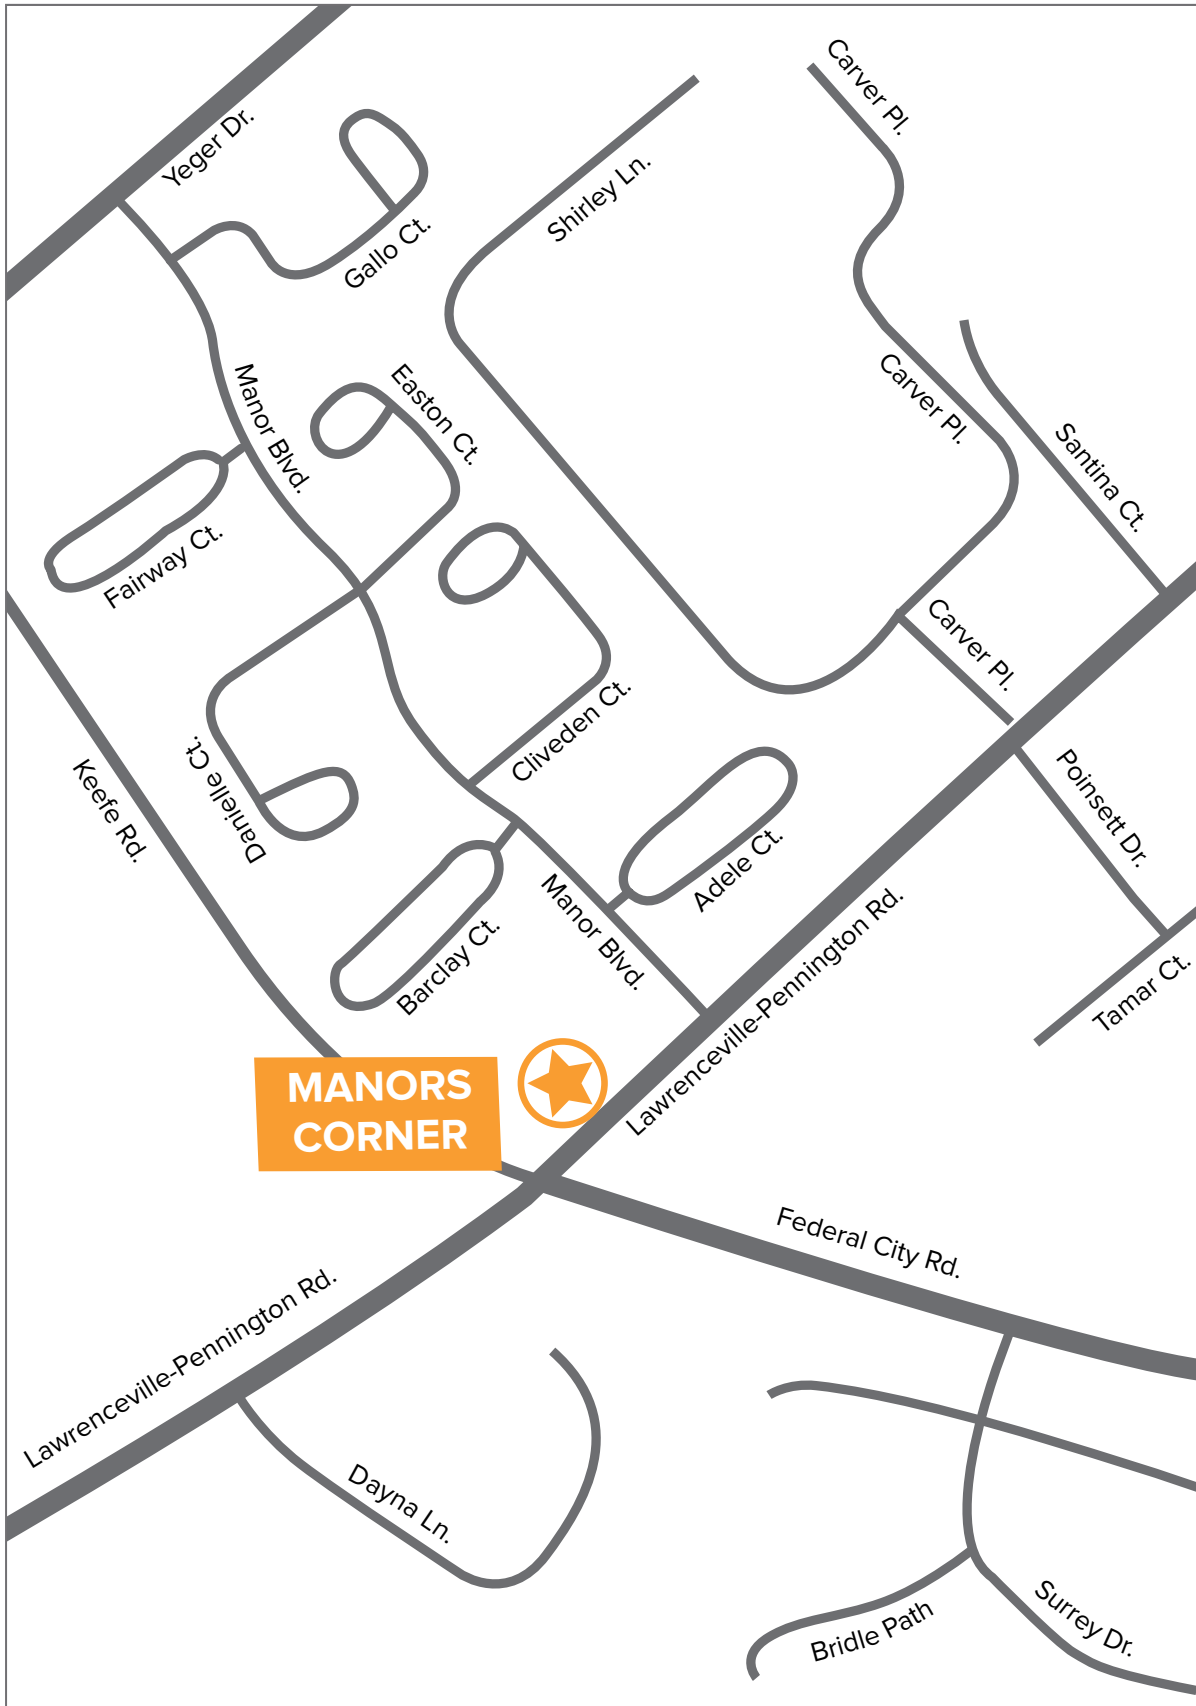 Carver Pl.
Yeger Dr.
Shirley Ln.
Gallo Ct.
Manor Blvd.
Easton Ct.
Carver Pl.
Santina Ct.
Fairway Ct.
Carver Pl.
Cliveden Ct.
Danielle Ct.
Keefe Rd.
Poinsett Dr.
Adele Ct.
Manor Blvd.
Barclay Ct.
Lawrenceville-Pennington Rd.
Tamar Ct.
MANORS
CORNER
Federal City Rd.
Lawrenceville-Pennington Rd.
Dayna Ln.
Bridle Path
Surrey Dr.